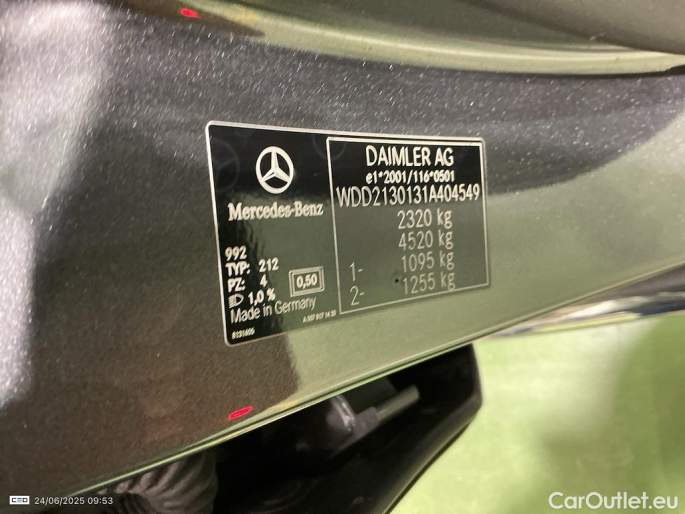 DAIMLER AG
e1*2001/116*0501
WDD2130131A404549
2320 kg
4520 kg
1- 1095 kg
2- 1255 kg
Mercedes-Benz
992
TYP: 212
PZ: 4
0,50
1,0 %
Made in Germany
24/06/2025 09:53
CarOutlet.eu